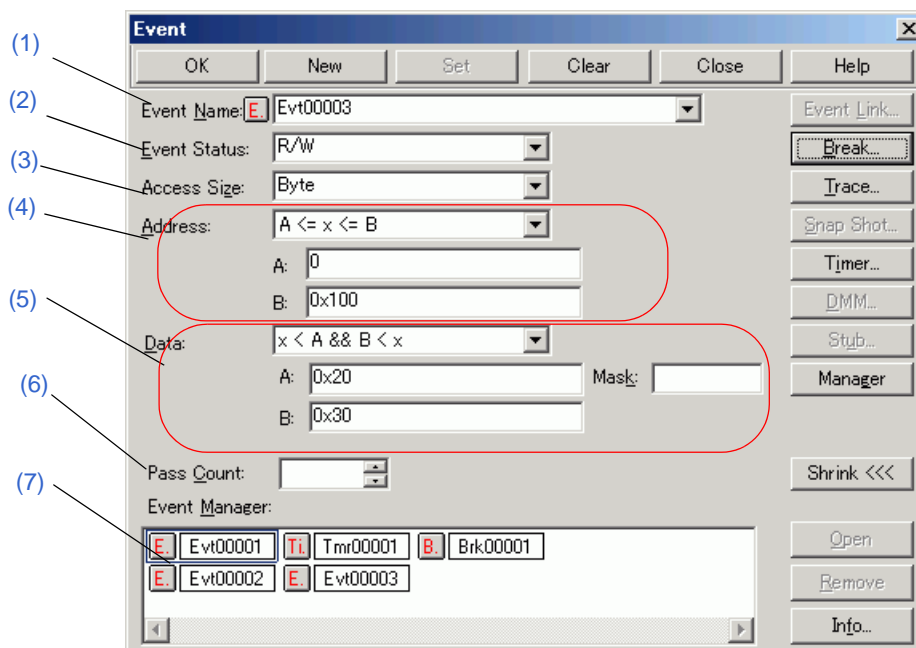 Event
OK New Set Clear Close Help
(1)
Event Name: E. Evt00003 Event Link...
(2)
Event Status: R/W Break...
(3)
Access Size: Byte Trace...
(4)
Address: A <= x <= B Snap Shot...
A: 0 Timer...
B: 0x100 DMM...
(5)
Data: x < A && B < x Stub...
A: 0x20 Mask: Manager
B: 0x30
(6)
Pass Count: Shrink <<<
(7)
Event Manager:
E. Evt00001 Ti. Tmr00001 B. Brk00001 Open
E. Evt00002 E. Evt00003 Remove
Info...